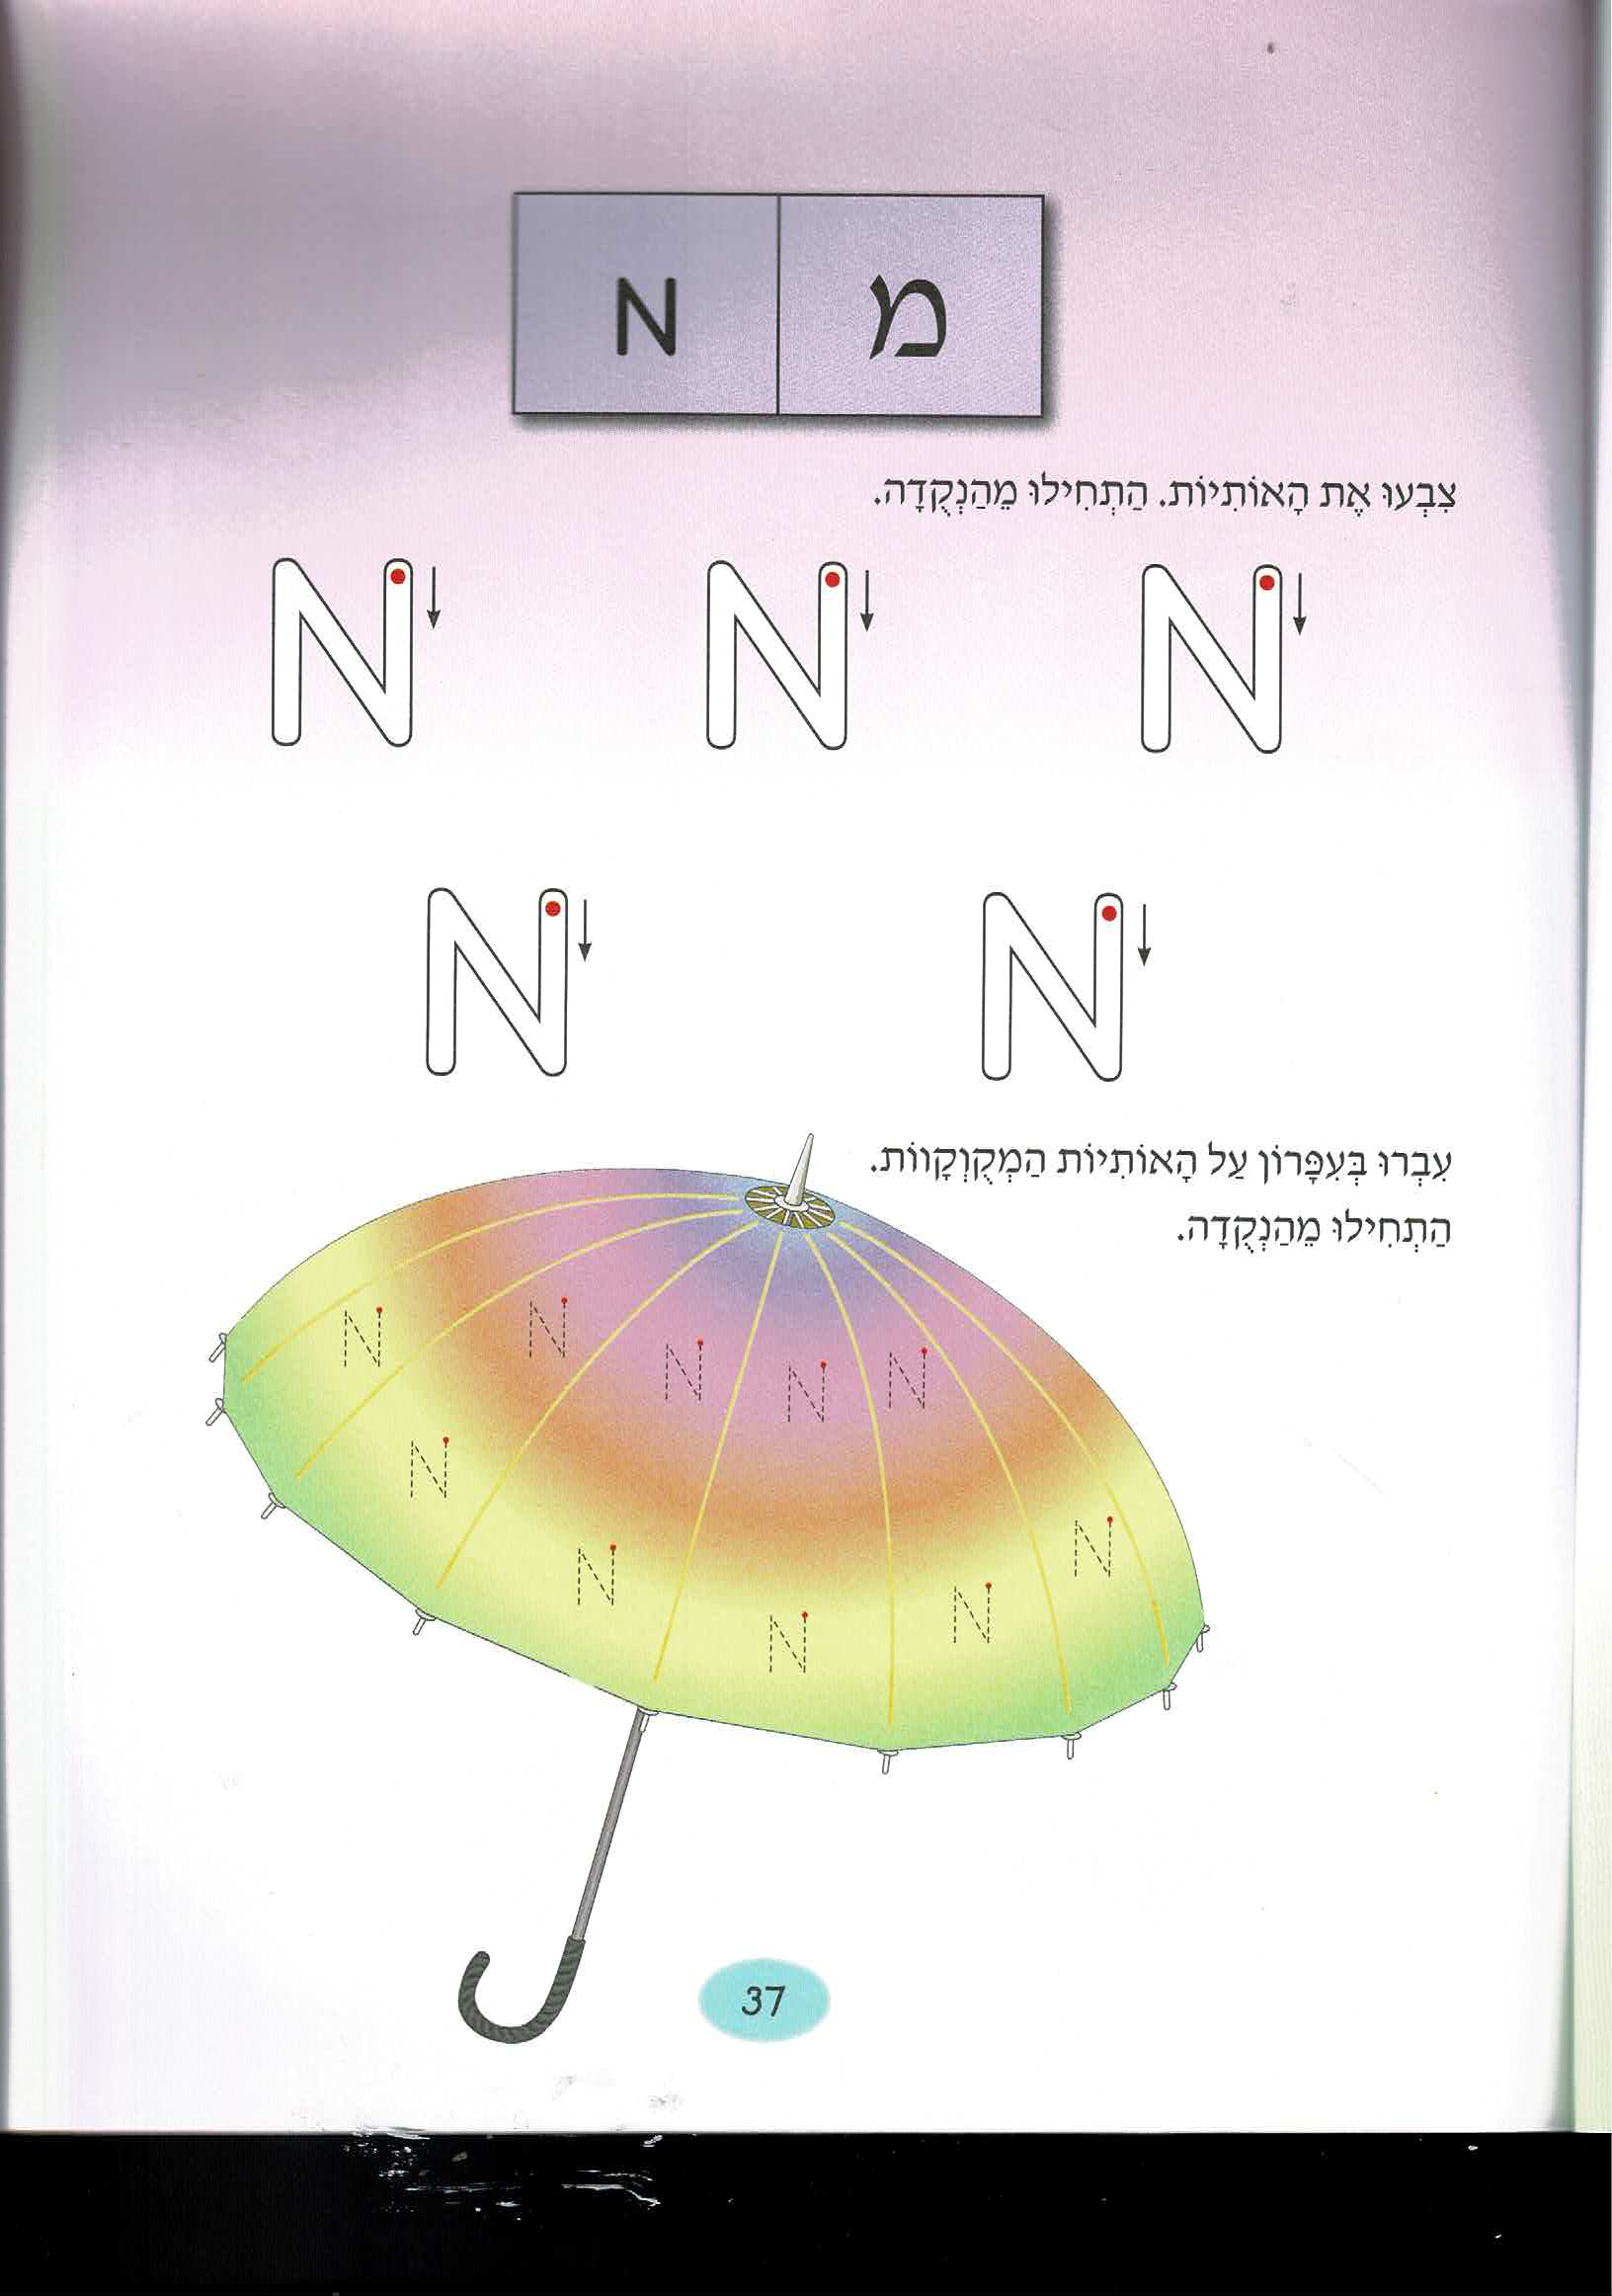 מ מ
צִבְעוּ אֶת הָאוֹתִיּוֹת. הַתְחִילוּ מֵהַנְּקֻדָּה.
מ מ מ
מ מ
עִבְרוּ בְּעִפָּרוֹן עַל הָאוֹתִיּוֹת הַמְקֻוְקָווֹת.
הַתְחִילוּ מֵהַנְּקֻדָּה.
מ מ מ מ מ
מ מ מ מ מ
37